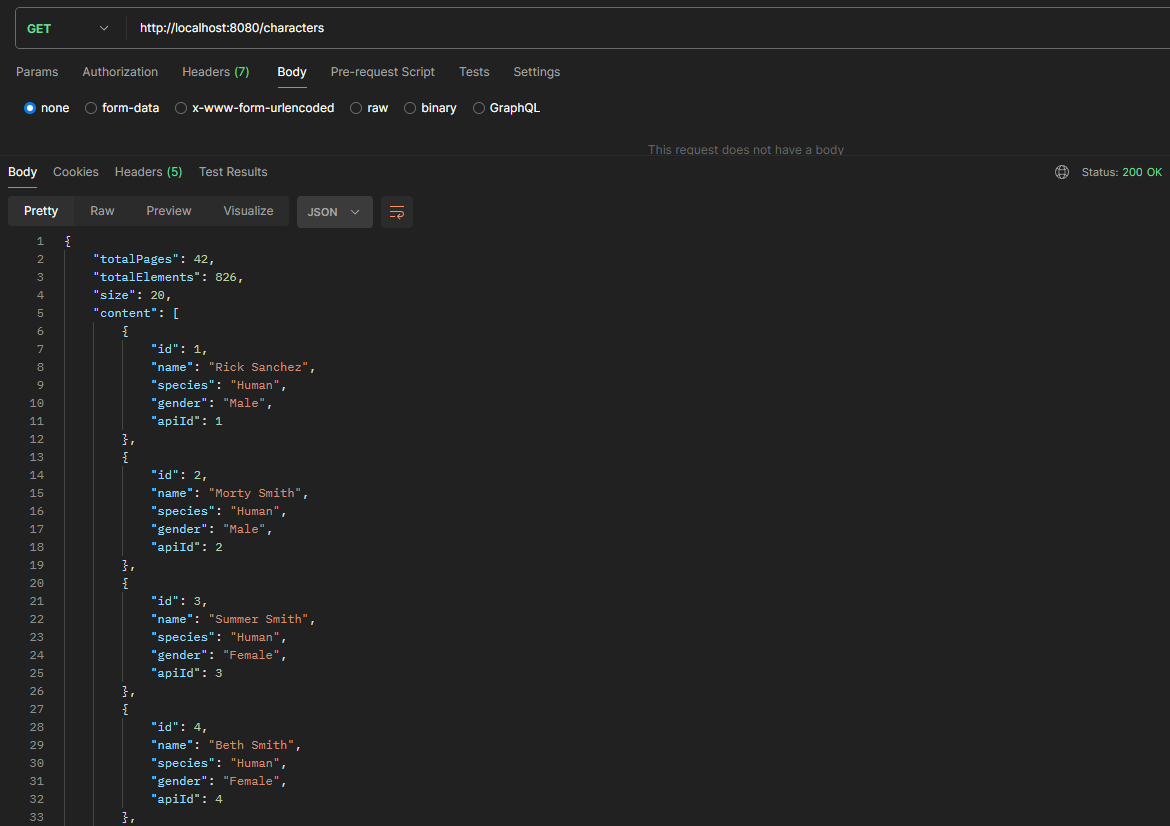 GET http://localhost:8080/characters
Params Authorization Headers (7) Body Pre-request Script Tests Settings
none form-data x-www-form-urlencoded raw binary GraphQL
This request does not have a body
Body Cookies Headers (5) Test Results Status: 200 OK
Pretty Raw Preview Visualize JSON
1 {
2 "totalPages": 42,
3 "totalElements": 826,
4 "size": 20,
5 "content": [
6 {
7 "id": 1,
8 "name": "Rick Sanchez",
9 "species": "Human",
10 "gender": "Male",
11 "apiId": 1
12 },
13 {
14 "id": 2,
15 "name": "Morty Smith",
16 "species": "Human",
17 "gender": "Male",
18 "apiId": 2
19 },
20 {
21 "id": 3,
22 "name": "Summer Smith",
23 "species": "Human",
24 "gender": "Female",
25 "apiId": 3
26 },
27 {
28 "id": 4,
29 "name": "Beth Smith",
30 "species": "Human",
31 "gender": "Female",
32 "apiId": 4
33 },